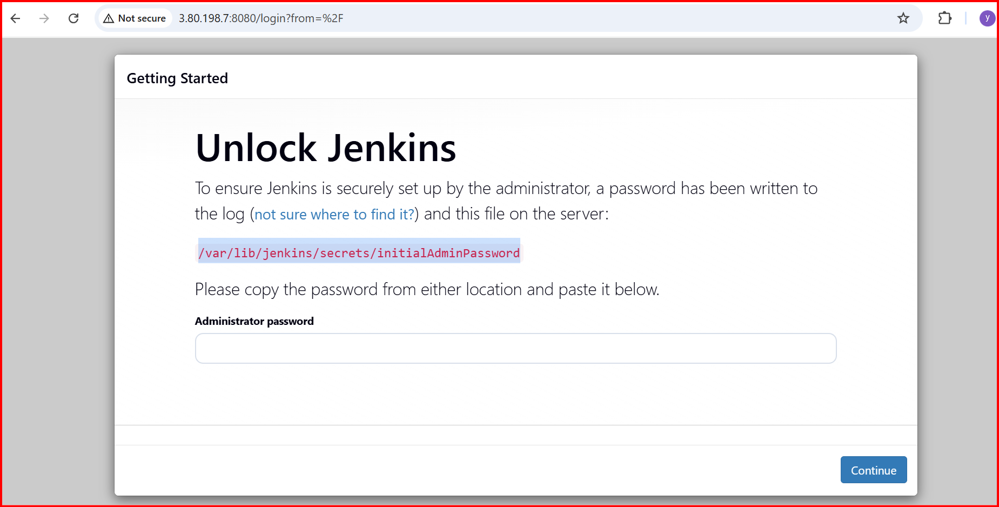 Not secure 3.80.198.7:8080/login?from=%2F y
Getting Started
Unlock Jenkins
To ensure Jenkins is securely set up by the administrator, a password has been written to
the log (not sure where to find it?) and this file on the server:
/var/lib/jenkins/secrets/initialAdminPassword
Please copy the password from either location and paste it below.
Administrator password
Continue